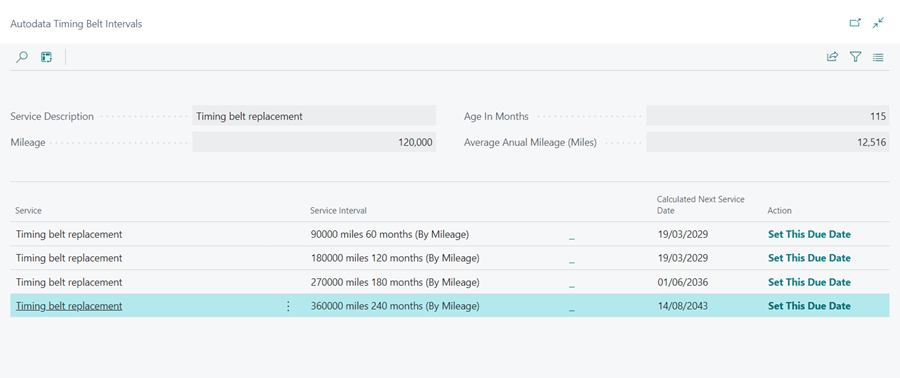 Autodata Timing Belt Intervals
Service Description Timing belt replacement Age In Months 115
Mileage 120,000 Average Anual Mileage (Miles) 12,516
Service Service Interval Calculated Next Service Date Action
Timing belt replacement 90000 miles 60 months (By Mileage) _ 19/03/2029 Set This Due Date
Timing belt replacement 180000 miles 120 months (By Mileage) _ 19/03/2029 Set This Due Date
Timing belt replacement 270000 miles 180 months (By Mileage) _ 01/06/2036 Set This Due Date
Timing belt replacement 360000 miles 240 months (By Mileage) _ 14/08/2043 Set This Due Date